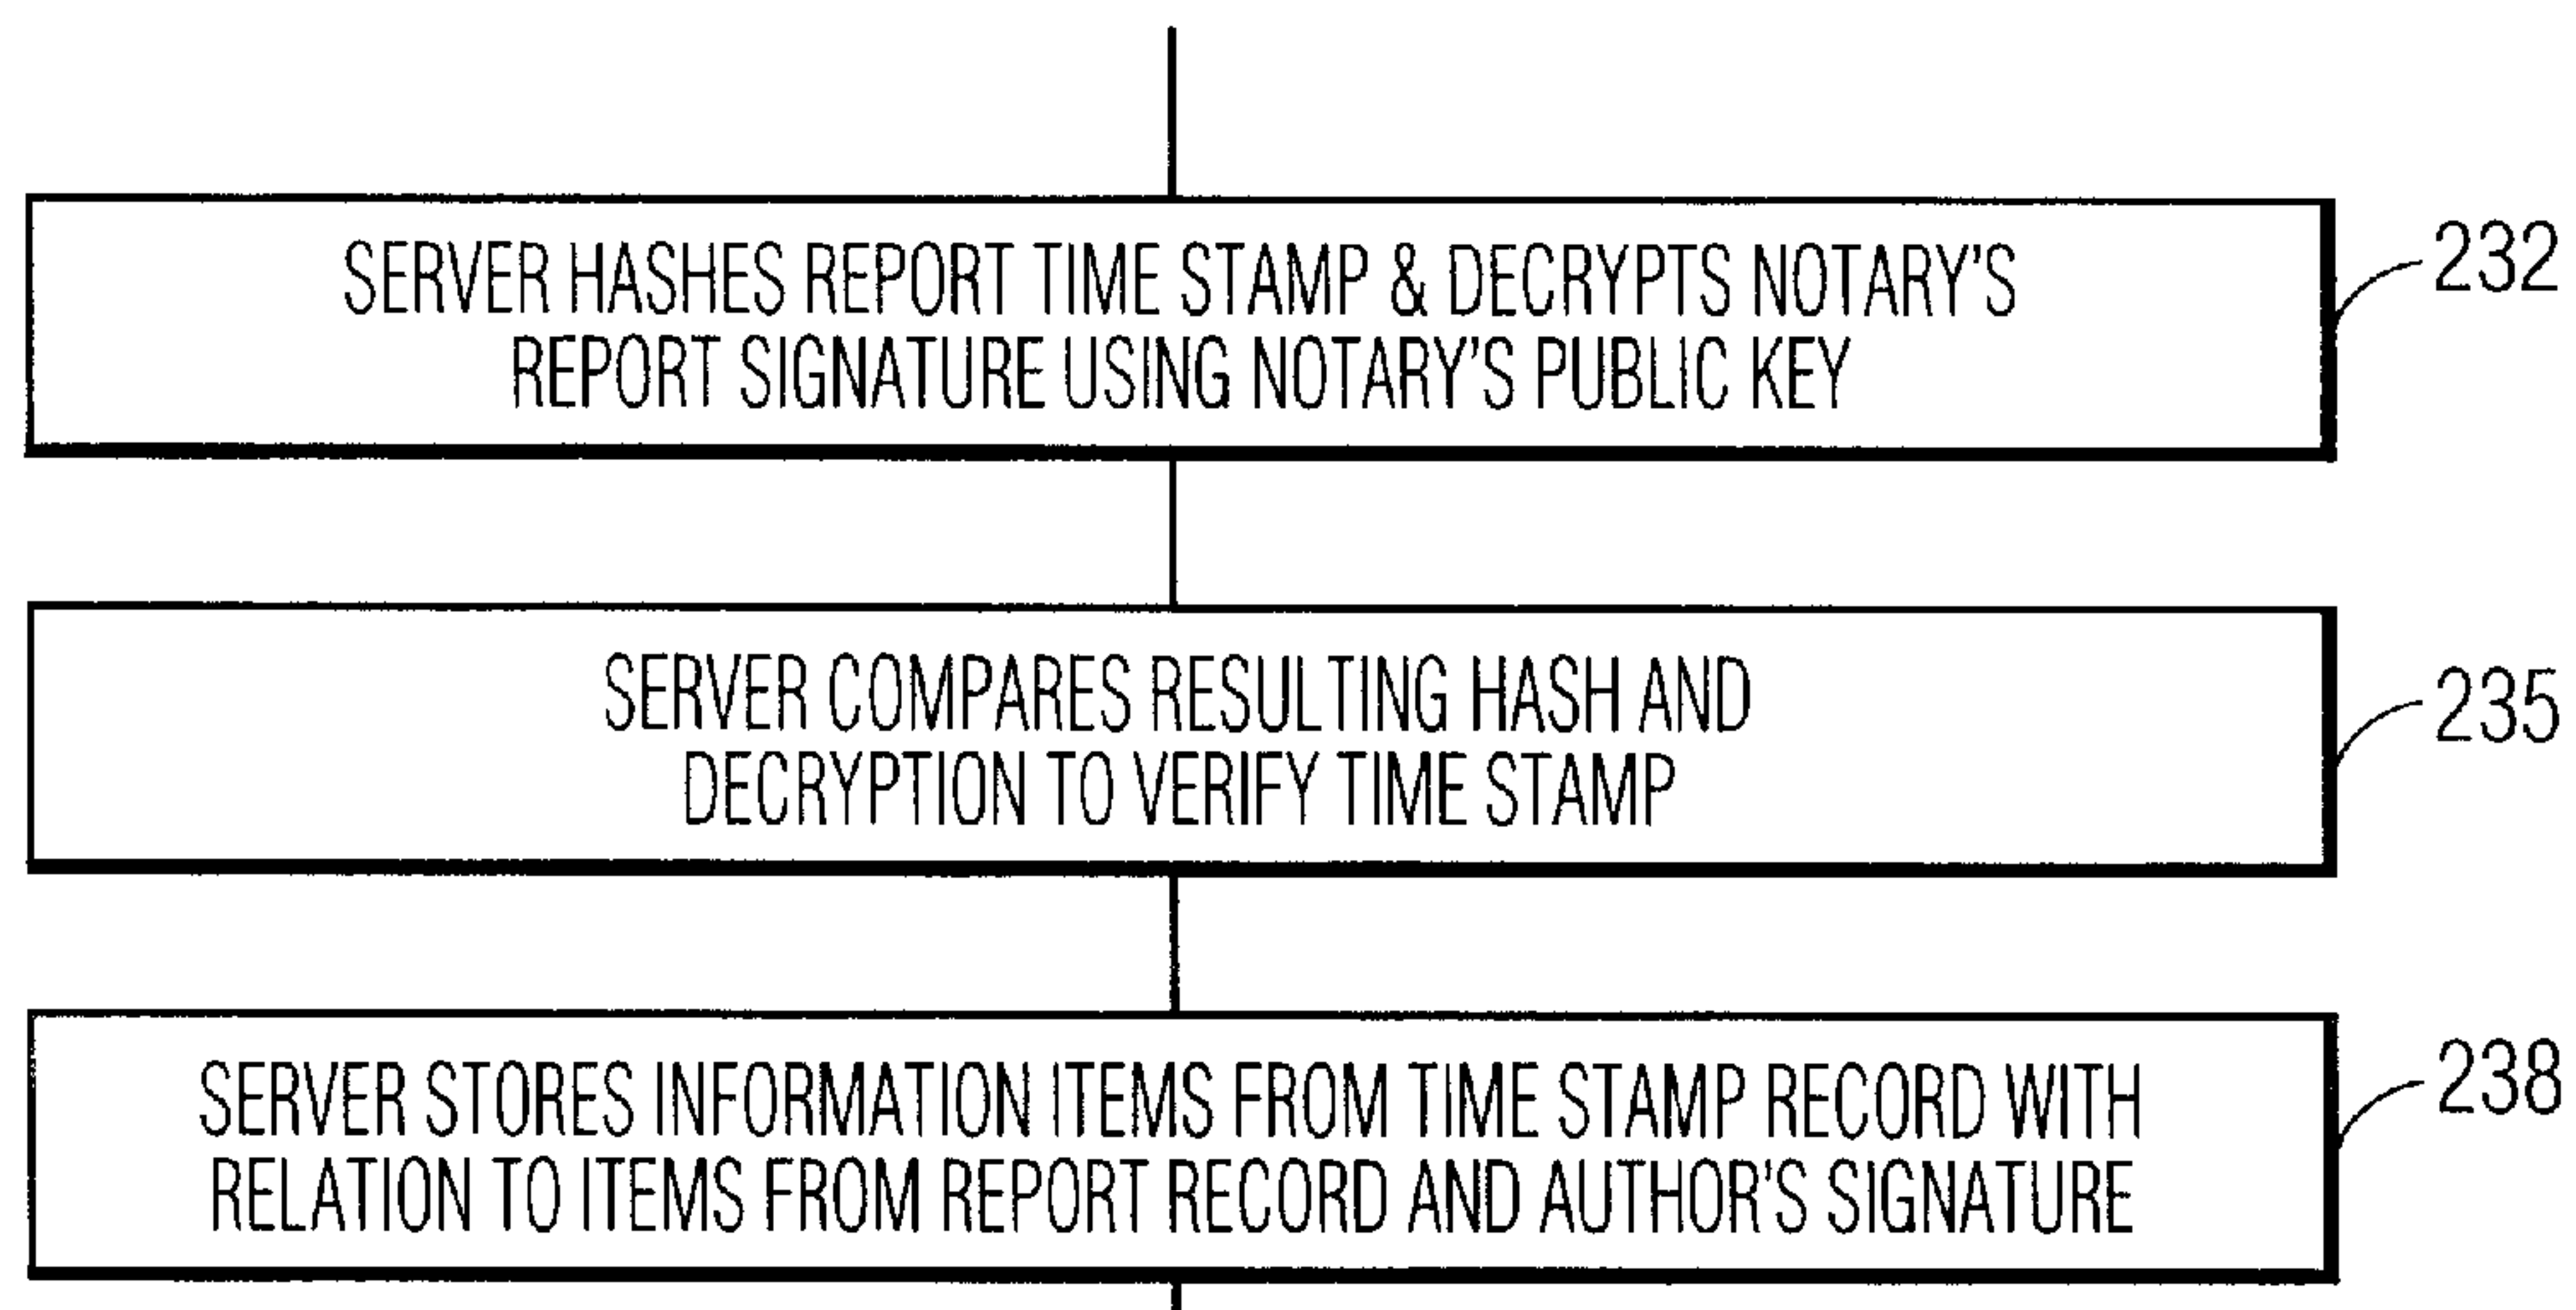 SERVER HASHES REPORT TIME STAMP & DECRYPTS NOTARY'S
REPORT SIGNATURE USING NOTARY'S PUBLIC KEY
232
SERVER COMPARES RESULTING HASH AND
DECRYPTION TO VERIFY TIME STAMP
235
SERVER STORES INFORMATION ITEMS FROM TIME STAMP RECORD WITH
RELATION TO ITEMS FROM REPORT RECORD AND AUTHOR'S SIGNATURE
238